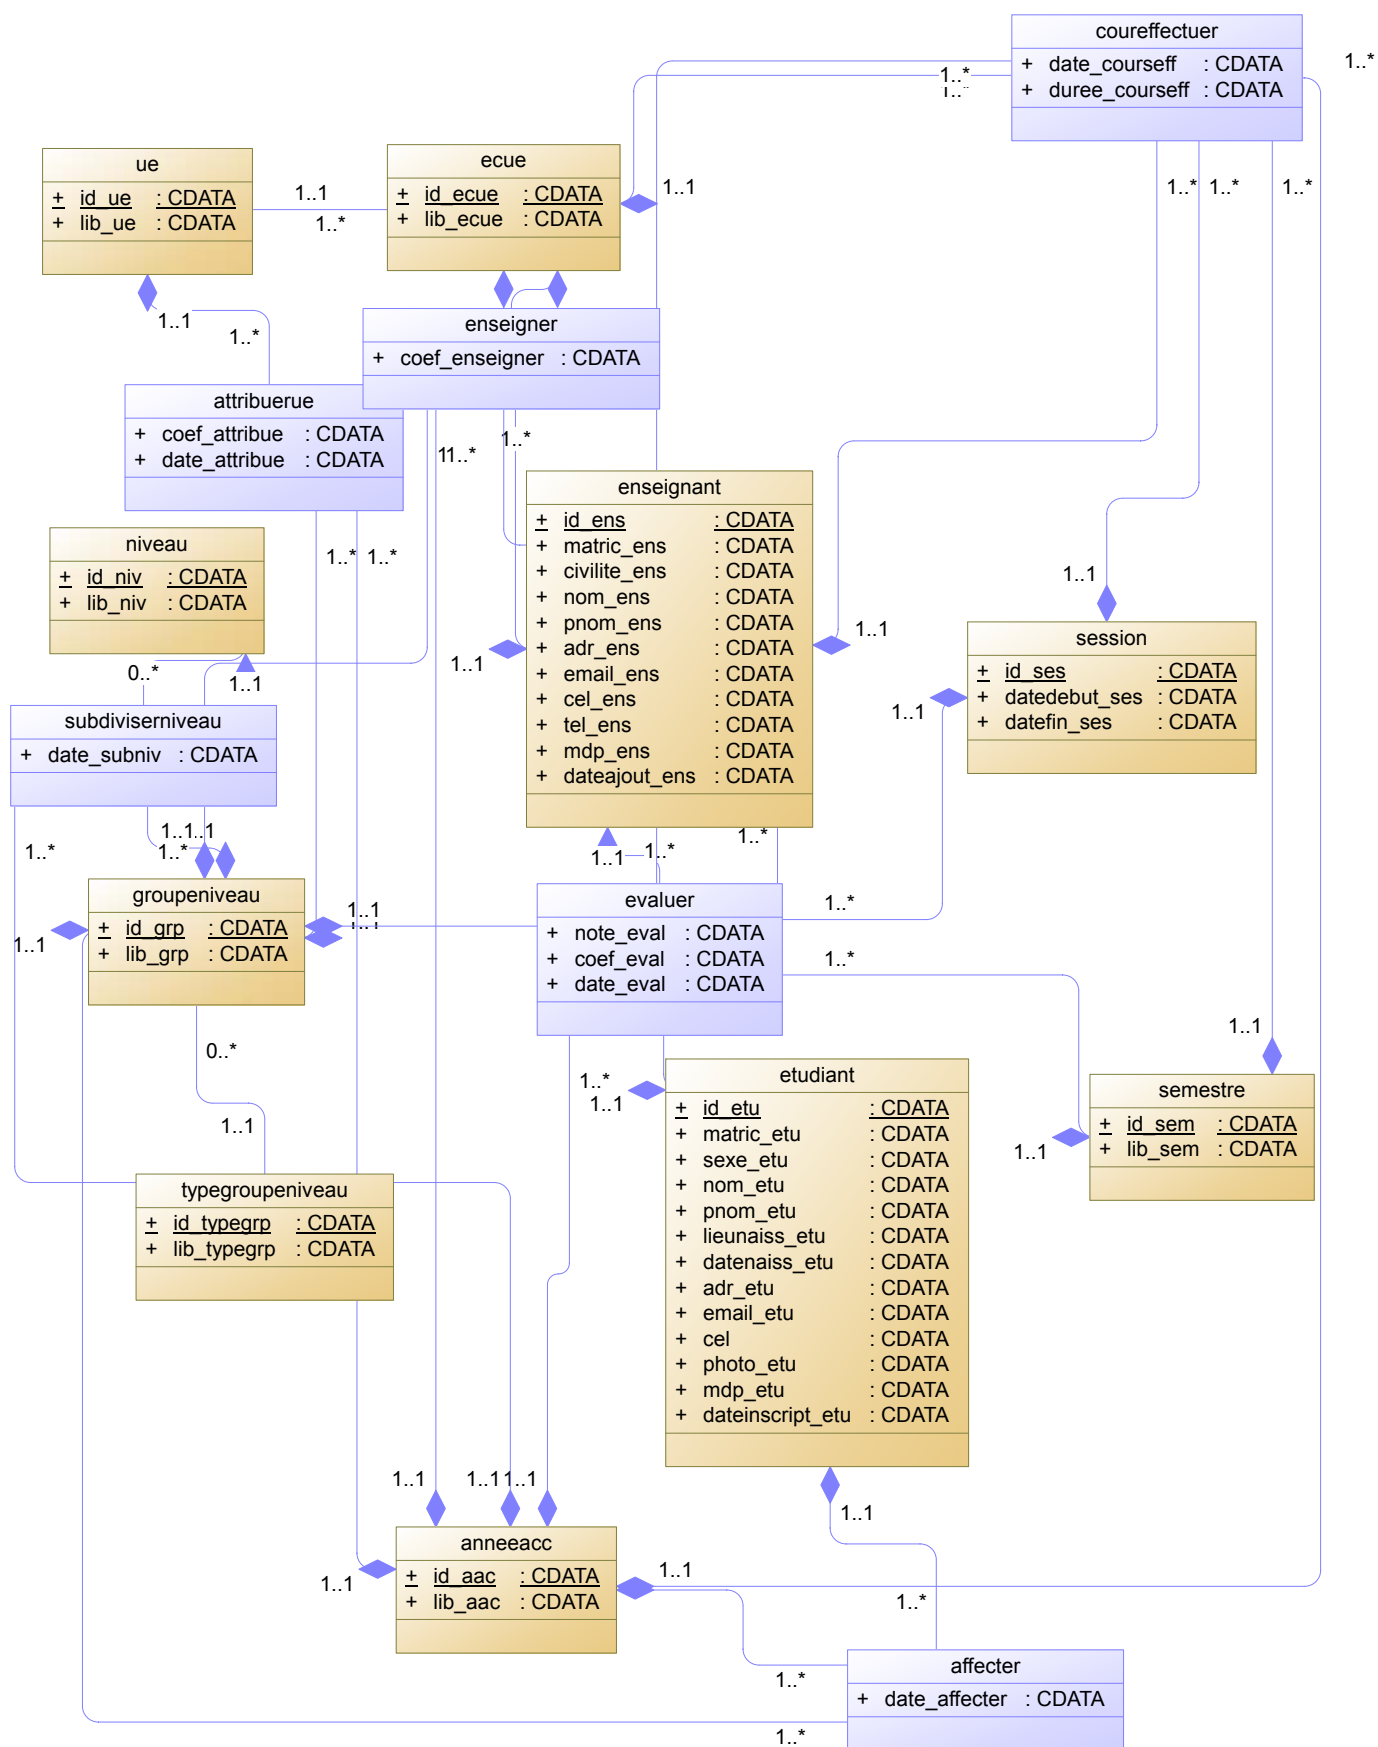 coureffectuer
+ date_courseff : CDATA
+ duree_courseff : CDATA
1..*
1..*
1..*
ue
+ id_ue : CDATA
+ lib_ue : CDATA
1..1
1..*
ecue
+ id_ecue : CDATA
+ lib_ecue : CDATA
1..1
1..*
1..*
1..*
1..1
1..*
enseigner
+ coef_enseigner : CDATA
attribuerue
+ coef_attribue : CDATA
+ date_attribue : CDATA
1..*
11..*
enseignant
+ id_ens : CDATA
+ matric_ens : CDATA
+ civilite_ens : CDATA
+ nom_ens : CDATA
+ pnom_ens : CDATA
+ adr_ens : CDATA
+ email_ens : CDATA
+ cel_ens : CDATA
+ tel_ens : CDATA
+ mdp_ens : CDATA
+ dateajout_ens : CDATA
niveau
+ id_niv : CDATA
+ lib_niv : CDATA
1..*
1..*
1..1
1..1
1..1
0..*
1..1
session
+ id_ses : CDATA
+ datedebut_ses : CDATA
+ datefin_ses : CDATA
1..1
subdiviserniveau
+ date_subniv : CDATA
1..1
1..1
1..*
1..*
1..*
1..1
1..*
groupeniveau
+ id_grp : CDATA
+ lib_grp : CDATA
1..1
1..1
1..1
evaluer
+ note_eval : CDATA
+ coef_eval : CDATA
+ date_eval : CDATA
1..*
1..*
0..*
1..1
1..*
1..1
1..1
1..1
etudiant
+ id_etu : CDATA
+ matric_etu : CDATA
+ sexe_etu : CDATA
+ nom_etu : CDATA
+ pnom_etu : CDATA
+ lieunaiss_etu : CDATA
+ datenaiss_etu : CDATA
+ adr_etu : CDATA
+ email_etu : CDATA
+ cel : CDATA
+ photo_etu : CDATA
+ mdp_etu : CDATA
+ dateinscript_etu : CDATA
semestre
+ id_sem : CDATA
+ lib_sem : CDATA
typegroupeniveau
+ id_typegrp : CDATA
+ lib_typegrp : CDATA
1..1
1..1
1..1
1..1
anneeacc
+ id_aac : CDATA
+ lib_aac : CDATA
1..1
1..1
1..*
affecter
+ date_affecter : CDATA
1..*
1..*